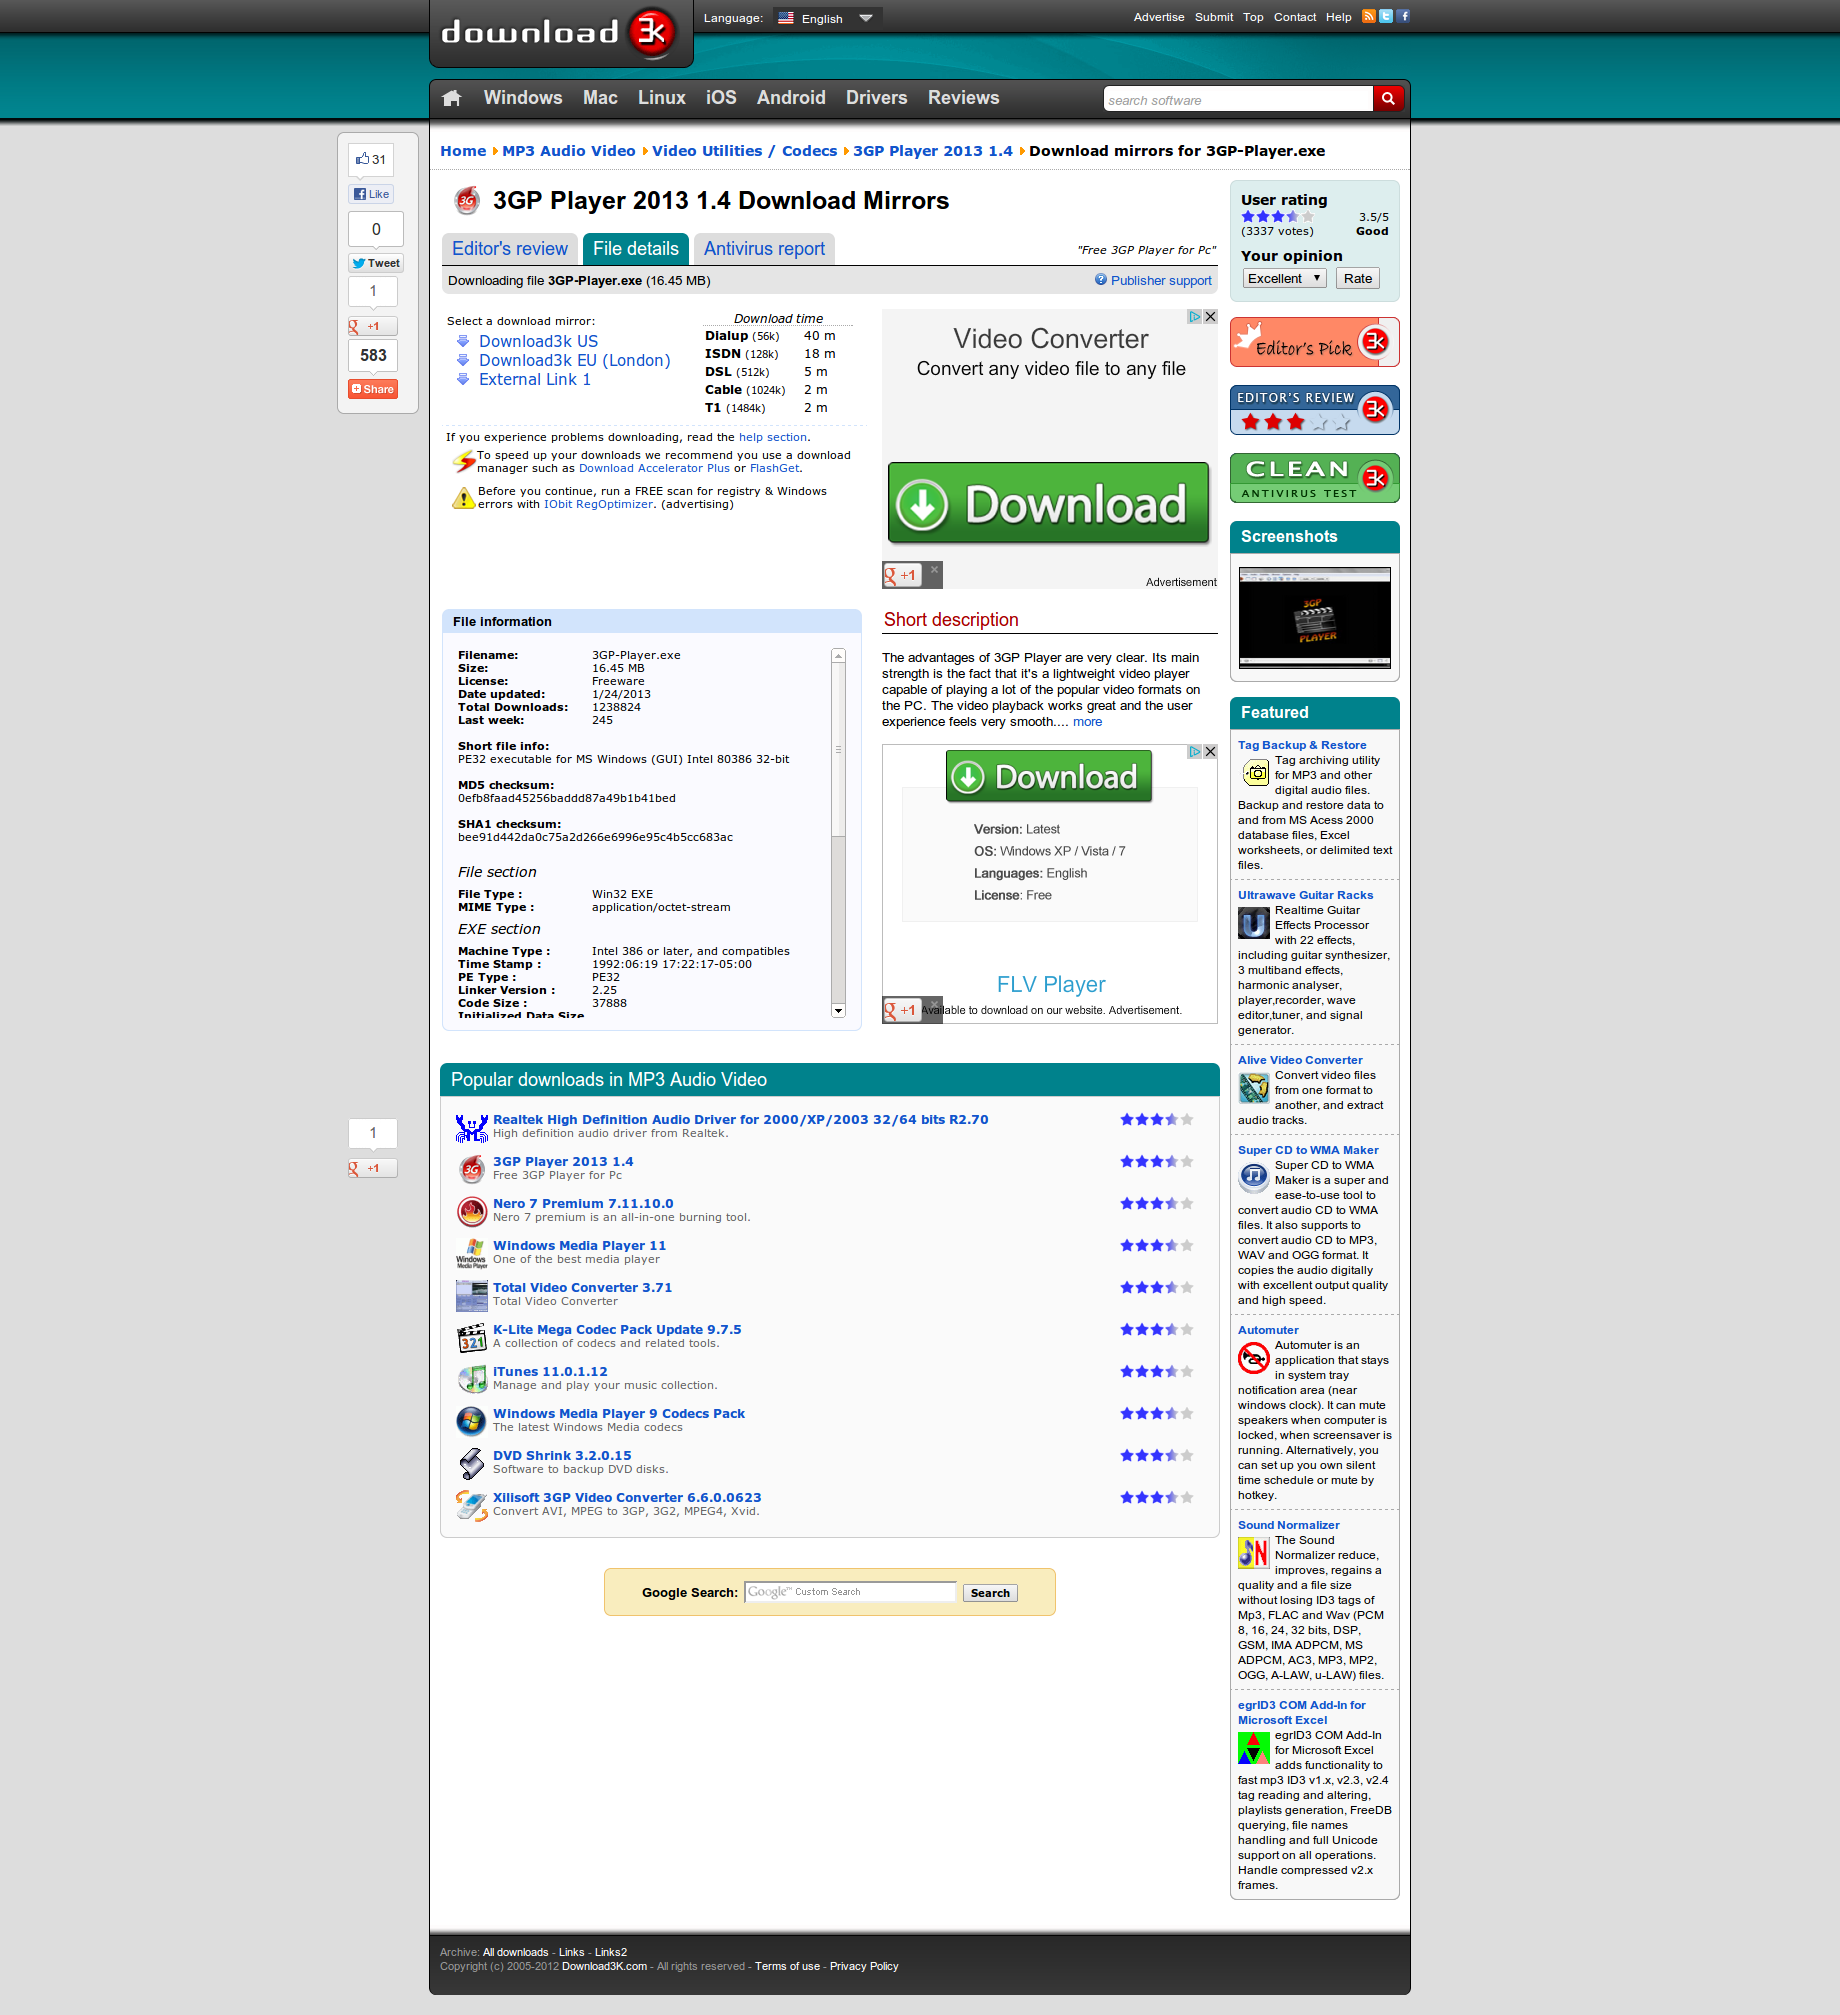 download 3k
Language: English
Advertise Submit Top Contact Help
Windows Mac Linux iOS Android Drivers Reviews
search software
31
Like
0
Tweet
1
+1
583
Share
Home MP3 Audio Video Video Utilities / Codecs 3GP Player 2013 1.4 Download mirrors for 3GP-Player.exe
3GP Player 2013 1.4 Download Mirrors
Editor's review File details Antivirus report
"Free 3GP Player for Pc"
Downloading file 3GP-Player.exe (16.45 MB)
Publisher support
Select a download mirror:
Download3k US
Download3k EU (London)
External Link 1
Download time
Dialup (56k) 40 m
ISDN (128k) 18 m
DSL (512k) 5 m
Cable (1024k) 2 m
T1 (1484k) 2 m
If you experience problems downloading, read the help section.
To speed up your downloads we recommend you use a download
manager such as Download Accelerator Plus or FlashGet.
Before you continue, run a FREE scan for registry & Windows
errors with IObit RegOptimizer. (advertising)
Video Converter
Convert any video file to any file
Download
+1
Advertisement
File information
Filename: 3GP-Player.exe
Size: 16.45 MB
License: Freeware
Date updated: 1/24/2013
Total Downloads: 1238824
Last week: 245
Short file info:
PE32 executable for MS Windows (GUI) Intel 80386 32-bit
MD5 checksum:
0efb8faad45256baddd87a49b1b41bed
SHA1 checksum:
bee91d442da0c75a2d266e6996e95c4b5cc683ac
File section
File Type : Win32 EXE
MIME Type : application/octet-stream
EXE section
Machine Type : Intel 386 or later, and compatibles
Time Stamp : 1992:06:19 17:22:17-05:00
PE Type : PE32
Linker Version : 2.25
Code Size : 37888
Initialized Data Size
Short description
The advantages of 3GP Player are very clear. Its main
strength is the fact that it's a lightweight video player
capable of playing a lot of the popular video formats on
the PC. The video playback works great and the user
experience feels very smooth.... more
Download
Version: Latest
OS: Windows XP / Vista / 7
Languages: English
License: Free
FLV Player
+1
Available to download on our website. Advertisement.
User rating
3.5/5
(3337 votes) Good
Your opinion
Excellent Rate
Editor's Pick 3k
EDITOR'S REVIEW 3k
CLEAN 3k
ANTIVIRUS TEST
Screenshots
3GP
PLAYER
Featured
Tag Backup & Restore
Tag archiving utility
for MP3 and other
digital audio files.
Backup and restore data to
and from MS Acess 2000
database files, Excel
worksheets, or delimited text
files.
Ultrawave Guitar Racks
Realtime Guitar
Effects Processor
with 22 effects,
including guitar synthesizer,
3 multiband effects,
harmonic analyser,
player,recorder, wave
editor,tuner, and signal
generator.
Alive Video Converter
Convert video files
from one format to
another, and extract
audio tracks.
Super CD to WMA Maker
Super CD to WMA
Maker is a super and
ease-to-use tool to
convert audio CD to WMA
files. It also supports to
convert audio CD to MP3,
WAV and OGG format. It
copies the audio digitally
with excellent output quality
and high speed.
Automuter
Automuter is an
application that stays
in system tray
notification area (near
windows clock). It can mute
speakers when computer is
locked, when screensaver is
running. Alternatively, you
can set up you own silent
time schedule or mute by
hotkey.
Sound Normalizer
The Sound
Normalizer reduce,
improves, regains a
quality and a file size
without losing ID3 tags of
Mp3, FLAC and Wav (PCM
8, 16, 24, 32 bits, DSP,
GSM, IMA ADPCM, MS
ADPCM, AC3, MP3, MP2,
OGG, A-LAW, u-LAW) files.
egrID3 COM Add-In for
Microsoft Excel
egrID3 COM Add-In
for Microsoft Excel
adds functionality to
fast mp3 ID3 v1.x, v2.3, v2.4
tag reading and altering,
playlists generation, FreeDB
querying, file names
handling and full Unicode
support on all operations.
Handle compressed v2.x
frames.
Popular downloads in MP3 Audio Video
Realtek High Definition Audio Driver for 2000/XP/2003 32/64 bits R2.70
High definition audio driver from Realtek.
3GP Player 2013 1.4
Free 3GP Player for Pc
Nero 7 Premium 7.11.10.0
Nero 7 premium is an all-in-one burning tool.
Windows Media Player 11
One of the best media player
Total Video Converter 3.71
Total Video Converter
K-Lite Mega Codec Pack Update 9.7.5
A collection of codecs and related tools.
iTunes 11.0.1.12
Manage and play your music collection.
Windows Media Player 9 Codecs Pack
The latest Windows Media codecs
DVD Shrink 3.2.0.15
Software to backup DVD disks.
Xilisoft 3GP Video Converter 6.6.0.0623
Convert AVI, MPEG to 3GP, 3G2, MPEG4, Xvid.
1
+1
Google Search: Google™ Custom Search Search
Archive: All downloads - Links - Links2
Copyright (c) 2005-2012 Download3K.com - All rights reserved - Terms of use - Privacy Policy